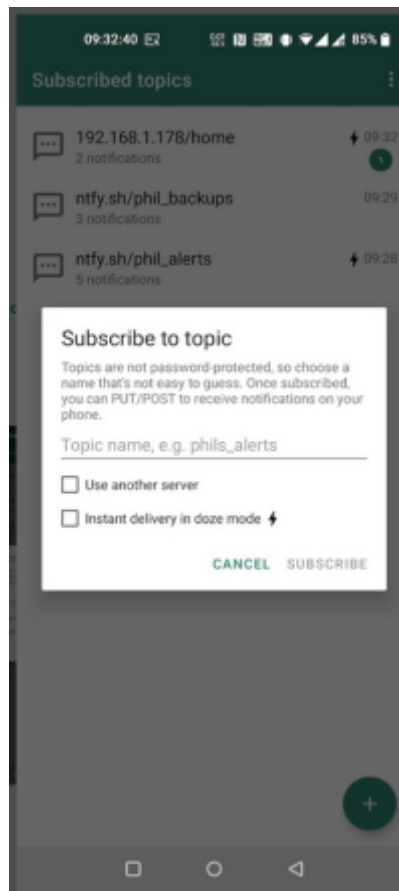 09:32:40 85%
Subscribed topics
192.168.1.178/home 09:32
2 notifications 1
ntfy.sh/phil_backups 09:29
3 notifications
ntfy.sh/phil_alerts 09:28
5 notifications
Subscribe to topic
Topics are not password-protected, so choose a
name that's not easy to guess. Once subscribed,
you can PUT/POST to receive notifications on your
phone.
Topic name, e.g. phils_alerts
Use another server
Instant delivery in doze mode
CANCEL SUBSCRIBE